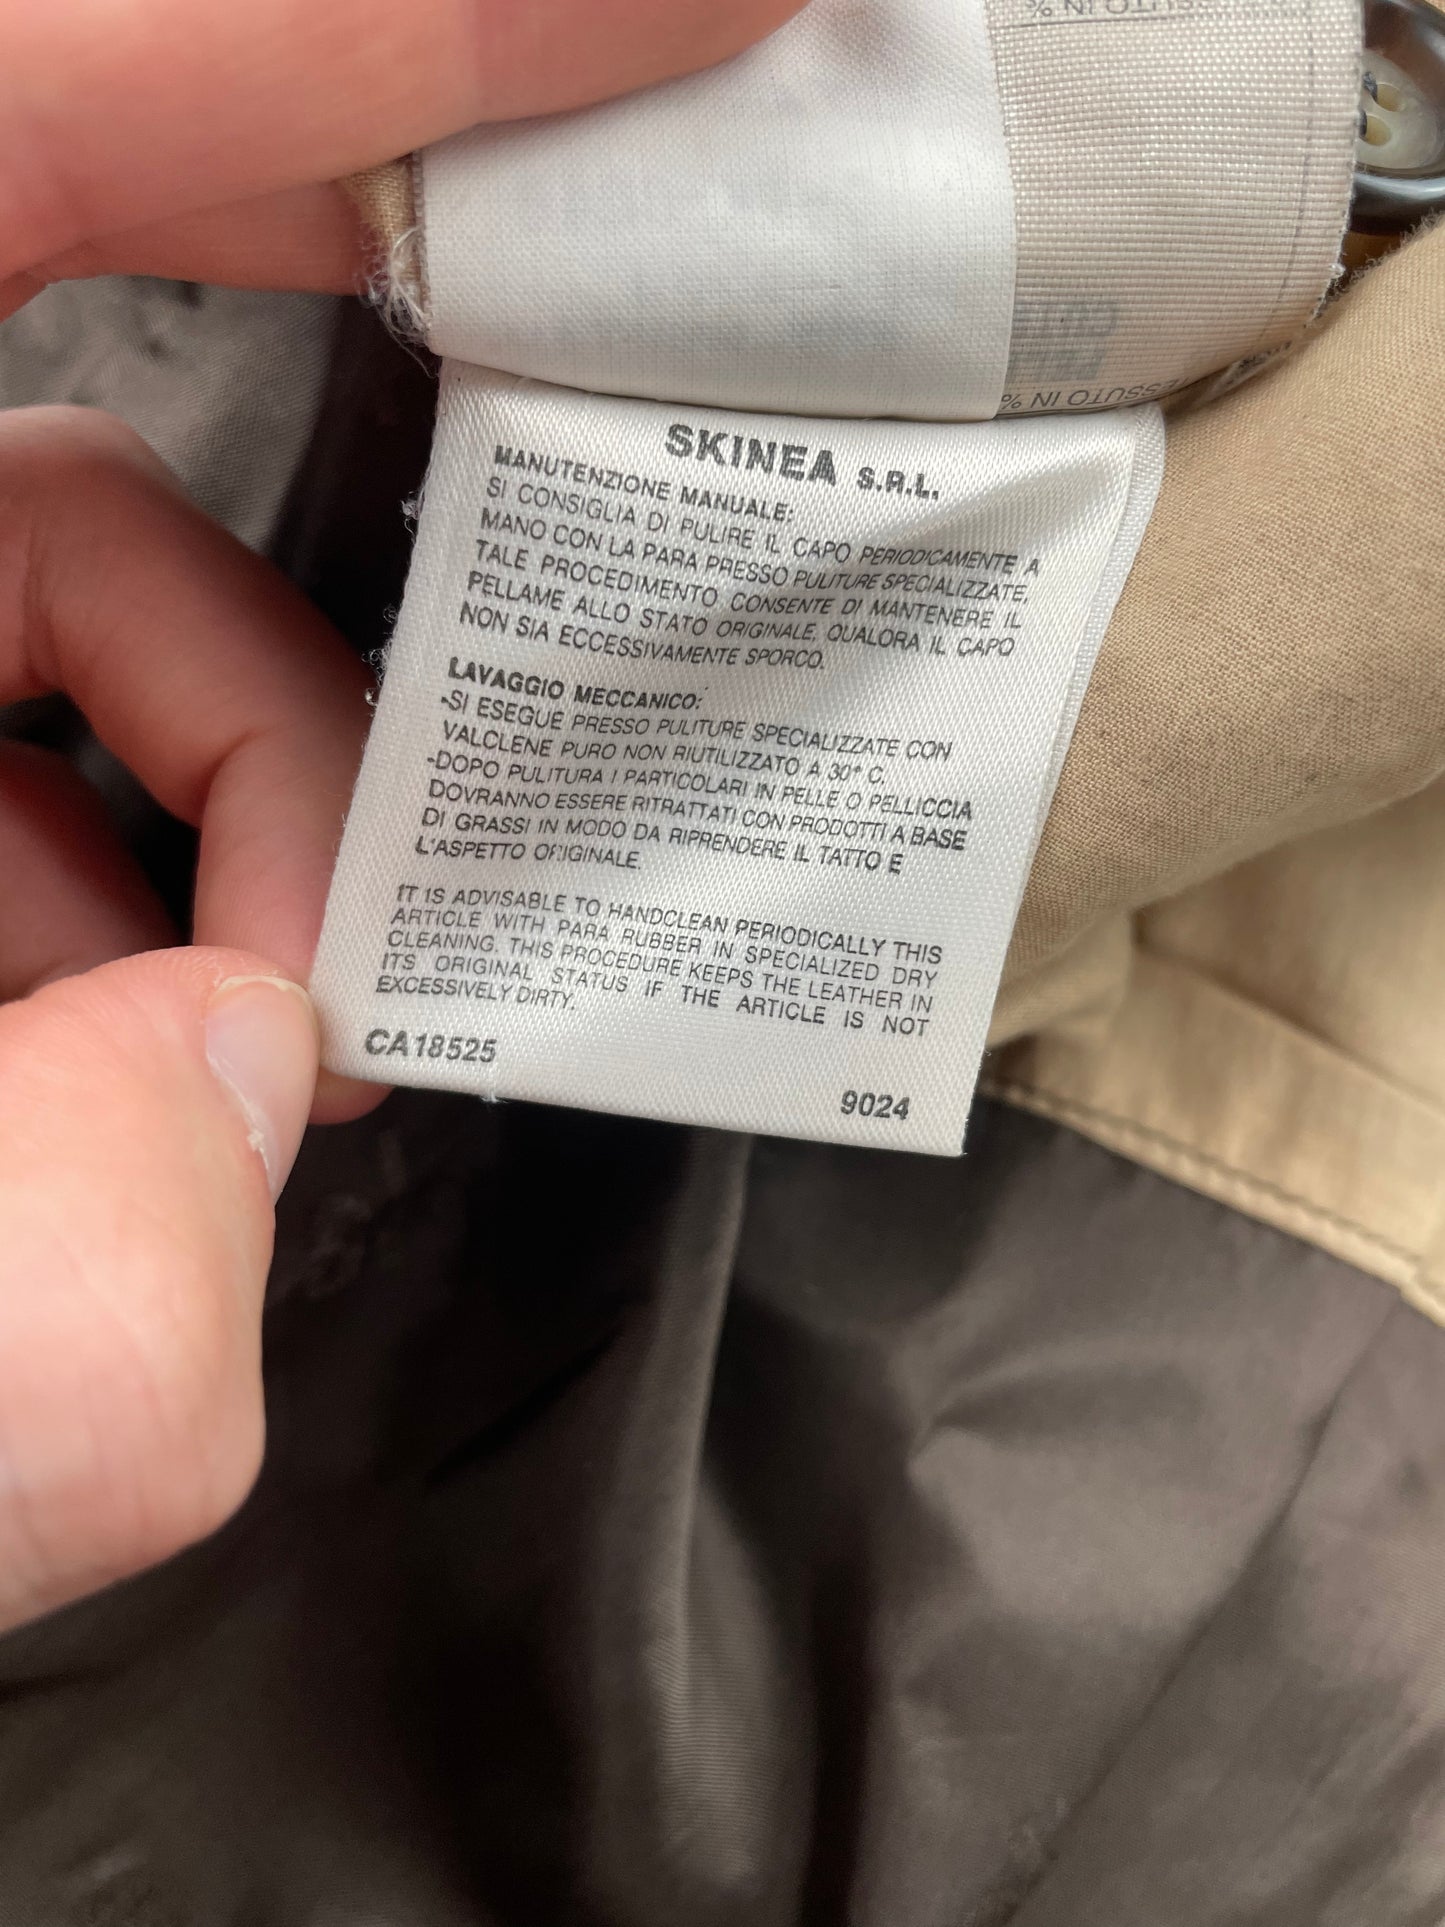 SKINEA S.R.L.
MANUTENZIONE MANUALE:
SI CONSIGLIA DI PULIRE IL CAPO PERIODICAMENTE A
MANO CON LA PARA PRESSO PULITURE SPECIALIZZATE,
TALE PROCEDIMENTO CONSENTE DI MANTENERE IL
PELLAME ALLO STATO ORIGINALE, QUALORA IL CAPO
NON SIA ECCESSIVAMENTE SPORCO.
LAVAGGIO MECCANICO:
-SI ESEGUE PRESSO PULITURE SPECIALIZZATE CON
VALCLENE PURO NON RIUTILIZZATO A 30° C.
-DOPO PULITURA I PARTICOLARI IN PELLE O PELLICCIA
DOVRANNO ESSERE RITRATTATI CON PRODOTTI A BASE
DI GRASSI IN MODO DA RIPRENDERE IL TATTO E
L'ASPETTO ORIGINALE.
IT IS ADVISABLE TO HANDCLEAN PERIODICALLY THIS
ARTICLE WITH PARA RUBBER IN SPECIALIZED DRY
CLEANING. THIS PROCEDURE KEEPS THE LEATHER IN
ITS ORIGINAL STATUS IF THE ARTICLE IS NOT
EXCESSIVELY DIRTY.
CA18525
9024